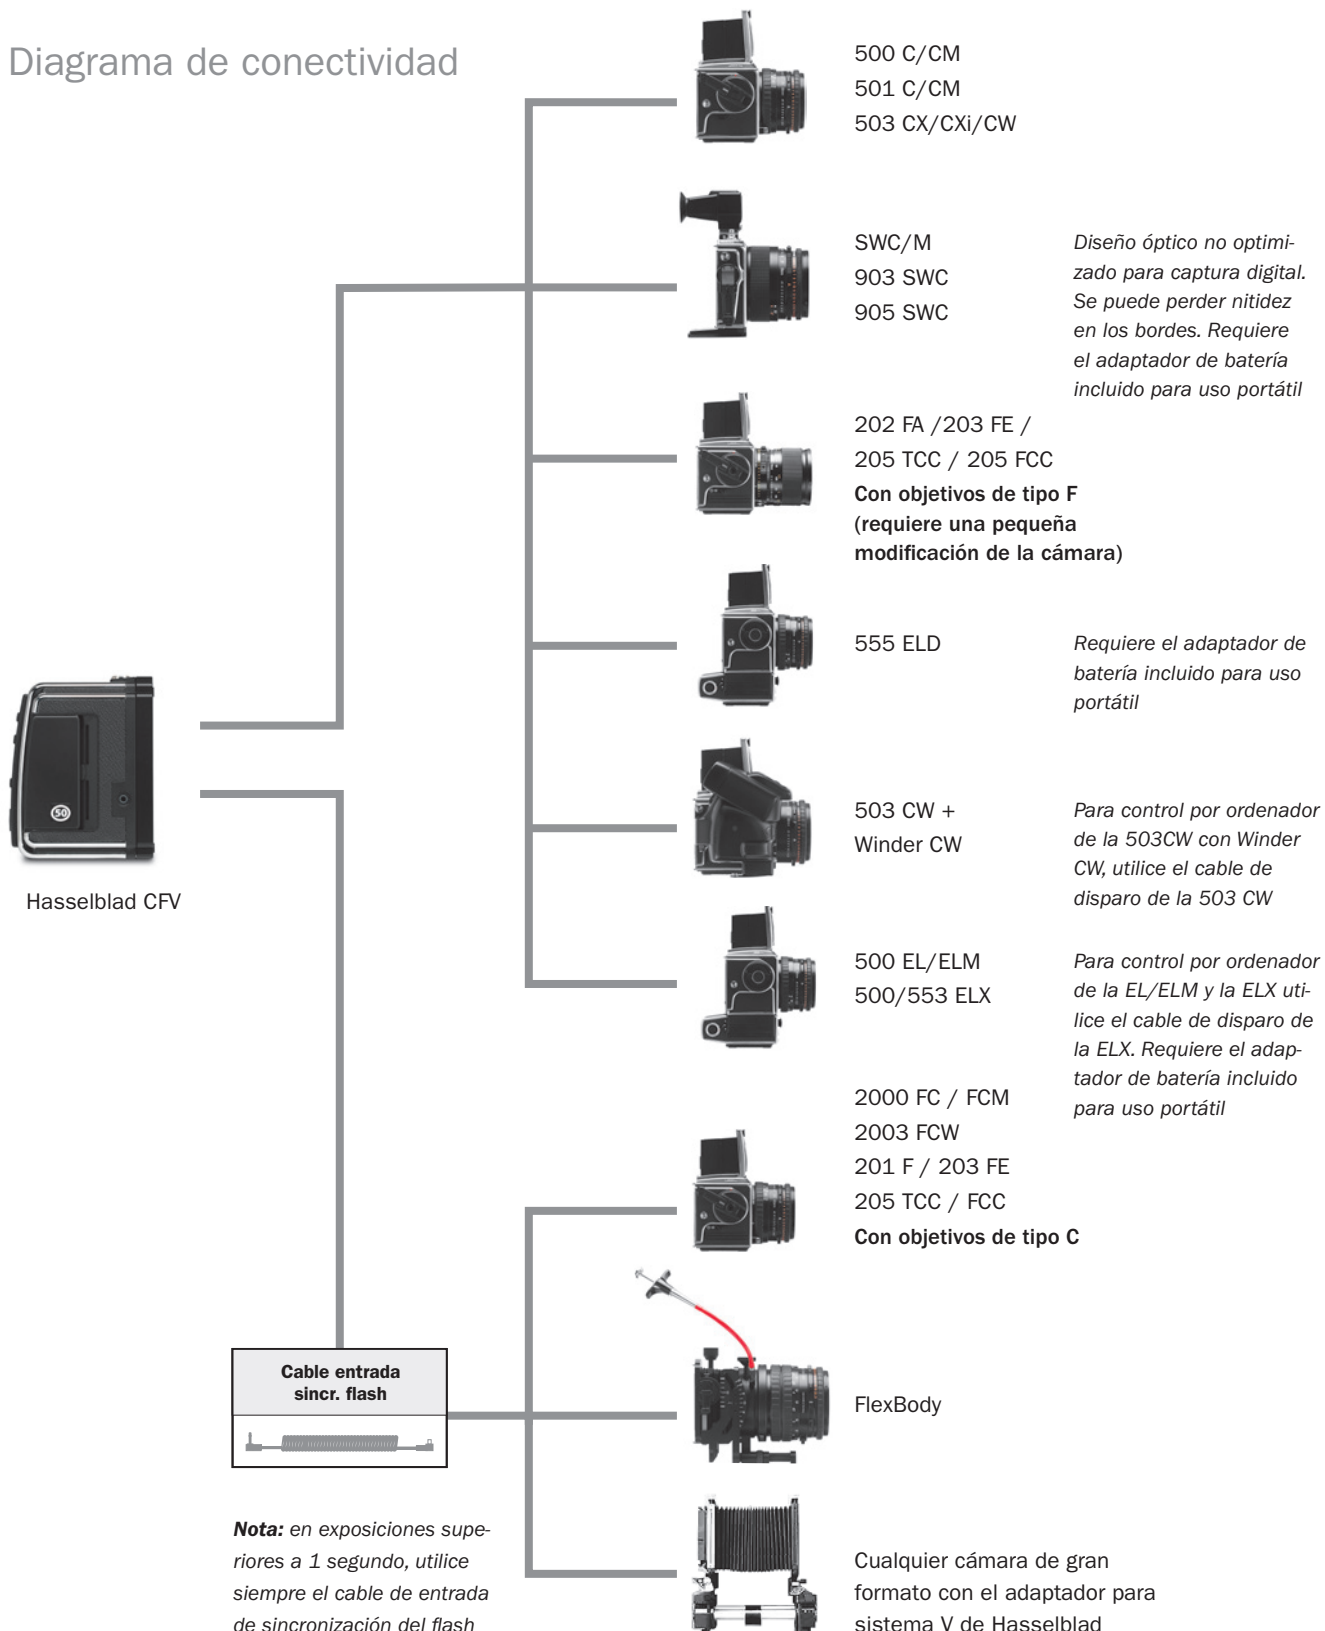 Diagrama de conectividad
500 C/CM
501 C/CM
503 CX/CXi/CW
SWC/M
903 SWC
905 SWC
Diseño óptico no optimi-
zado para captura digital.
Se puede perder nitidez
en los bordes. Requiere
el adaptador de batería
incluido para uso portátil
202 FA /203 FE /
205 TCC / 205 FCC
Con objetivos de tipo F
(requiere una pequeña
modificación de la cámara)
555 ELD
Requiere el adaptador de
batería incluido para uso
portátil
50
Hasselblad CFV
503 CW +
Winder CW
Para control por ordenador
de la 503CW con Winder
CW, utilice el cable de
disparo de la 503 CW
500 EL/ELM
500/553 ELX
Para control por ordenador
de la EL/ELM y la ELX uti-
lice el cable de disparo de
la ELX. Requiere el adap-
tador de batería incluido
para uso portátil
2000 FC / FCM
2003 FCW
201 F / 203 FE
205 TCC / FCC
Con objetivos de tipo C
Cable entrada
sincr. flash
FlexBody
Nota: en exposiciones supe-
riores a 1 segundo, utilice
siempre el cable de entrada
de sincronización del flash
Cualquier cámara de gran
formato con el adaptador para
sistema V de Hasselblad